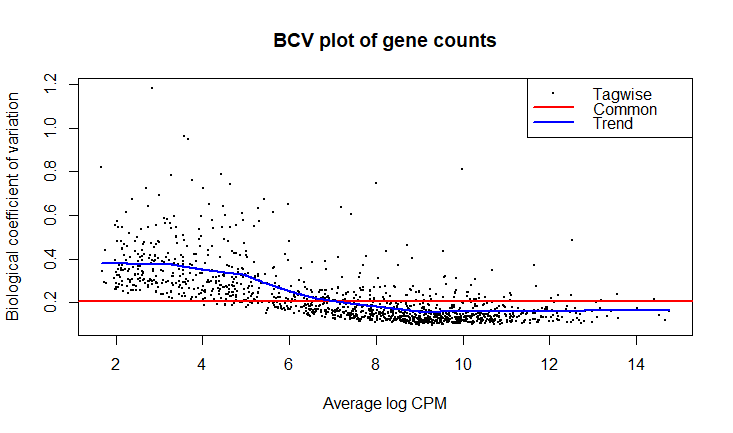 BCV plot of gene counts
Biological coefficient of variation
1.2
1.0
0.8
0.6
0.4
0.2
Tagwise
Common
Trend
2 4 6 8 10 12 14
Average log CPM